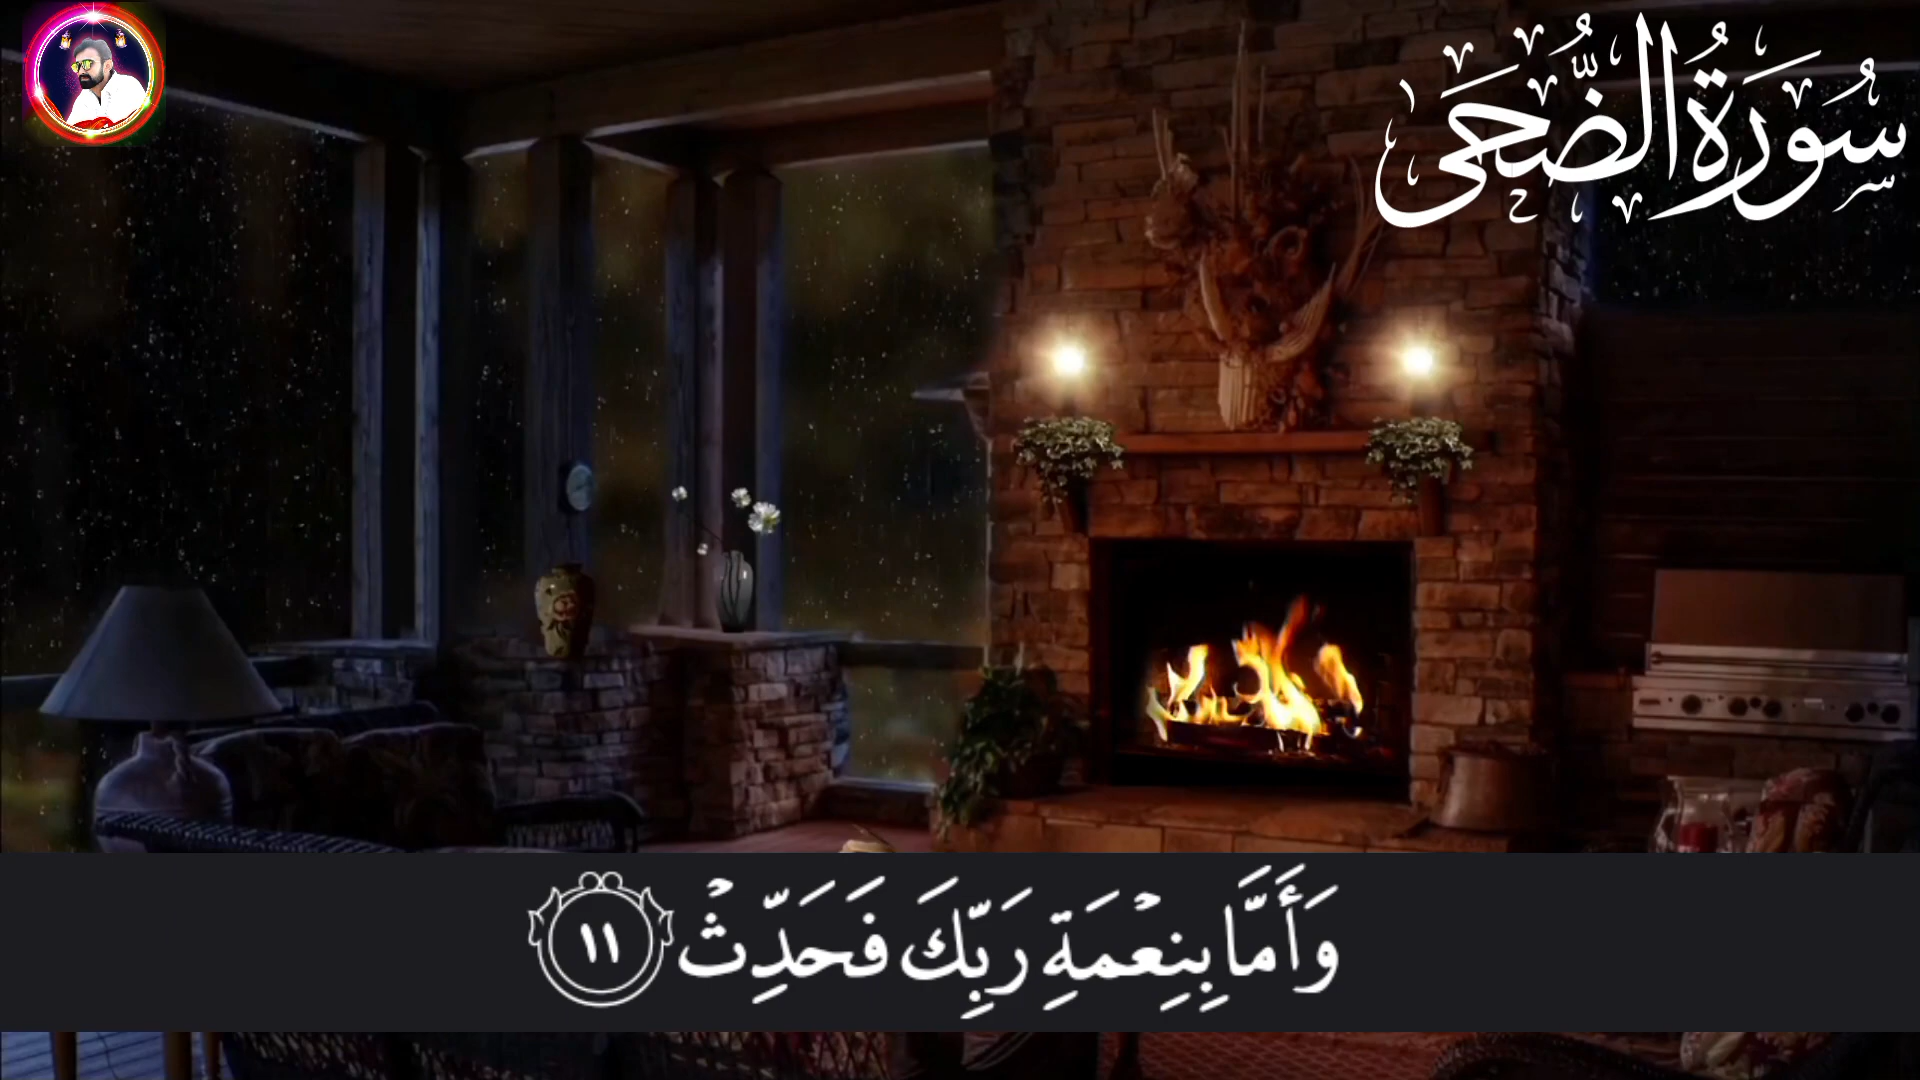 سُورَةُ الضُّحَى
وَأَمَّا بِنِعۡمَةِ رَبِّكَ فَحَدِّثۡ ١١